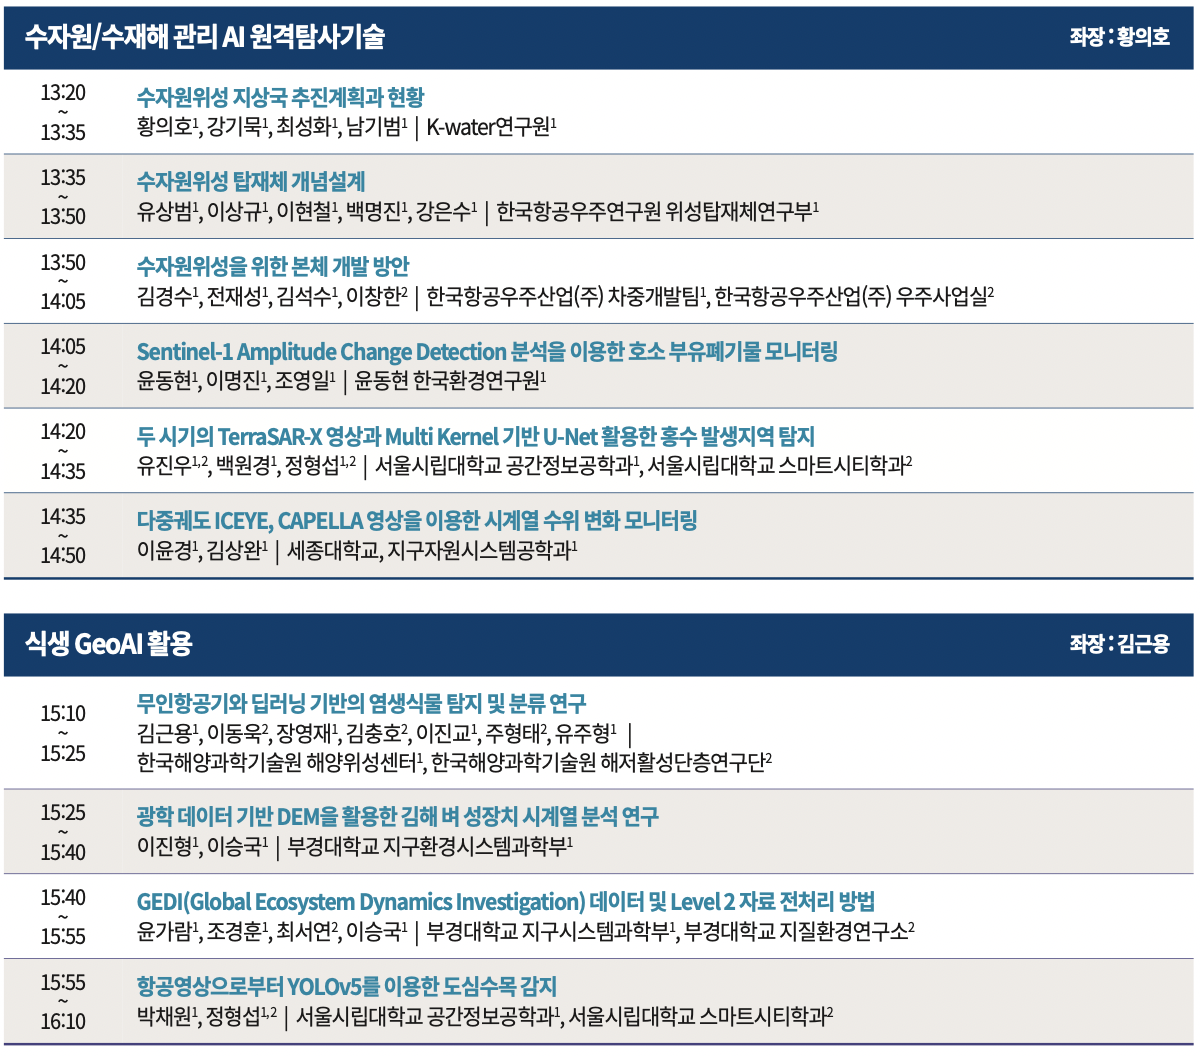 수자원/수재해 관리 AI 원격탐사기술 좌장 : 황의호
13:20 ~ 13:35
수자원위성 지상국 추진계획과 현황
황의호¹, 강기묵¹, 최성화¹, 남기범¹ | K-water연구원¹
13:35 ~ 13:50
수자원위성 탑재체 개념설계
유상범¹, 이상규¹, 이현철¹, 백명진¹, 강은수¹ | 한국항공우주연구원 위성탑재체연구부¹
13:50 ~ 14:05
수자원위성을 위한 본체 개발 방안
김경수¹, 전재성¹, 김석수¹, 이창한² | 한국항공우주산업(주) 차중개발팀¹, 한국항공우주산업(주) 우주사업실²
14:05 ~ 14:20
Sentinel-1 Amplitude Change Detection 분석을 이용한 호소 부유폐기물 모니터링
윤동현¹, 이명진¹, 조영일¹ | 윤동현 한국환경연구원¹
14:20 ~ 14:35
두 시기의 TerraSAR-X 영상과 Multi Kernel 기반 U-Net 활용한 홍수 발생지역 탐지
유진우¹,², 백원경¹, 정형섭¹,² | 서울시립대학교 공간정보공학과¹, 서울시립대학교 스마트시티학과²
14:35 ~ 14:50
다중궤도 ICEYE, CAPELLA 영상을 이용한 시계열 수위 변화 모니터링
이윤경¹, 김상완¹ | 세종대학교, 지구자원시스템공학과¹
식생 GeoAI 활용 좌장 : 김근용
15:10 ~ 15:25
무인항공기와 딥러닝 기반의 염생식물 탐지 및 분류 연구
김근용¹, 이동욱², 장영재¹, 김충호², 이진교¹, 주형태², 유주형¹ |
한국해양과학기술원 해양위성센터¹, 한국해양과학기술원 해저활성단층연구단²
15:25 ~ 15:40
광학 데이터 기반 DEM을 활용한 김해 벼 성장치 시계열 분석 연구
이진형¹, 이승국¹ | 부경대학교 지구환경시스템과학부¹
15:40 ~ 15:55
GEDI(Global Ecosystem Dynamics Investigation) 데이터 및 Level 2 자료 전처리 방법
윤가람¹, 조경훈¹, 최서연², 이승국¹ | 부경대학교 지구시스템과학부¹, 부경대학교 지질환경연구소²
15:55 ~ 16:10
항공영상으로부터 YOLOv5를 이용한 도심수목 감지
박채원¹, 정형섭¹,² | 서울시립대학교 공간정보공학과¹, 서울시립대학교 스마트시티학과²